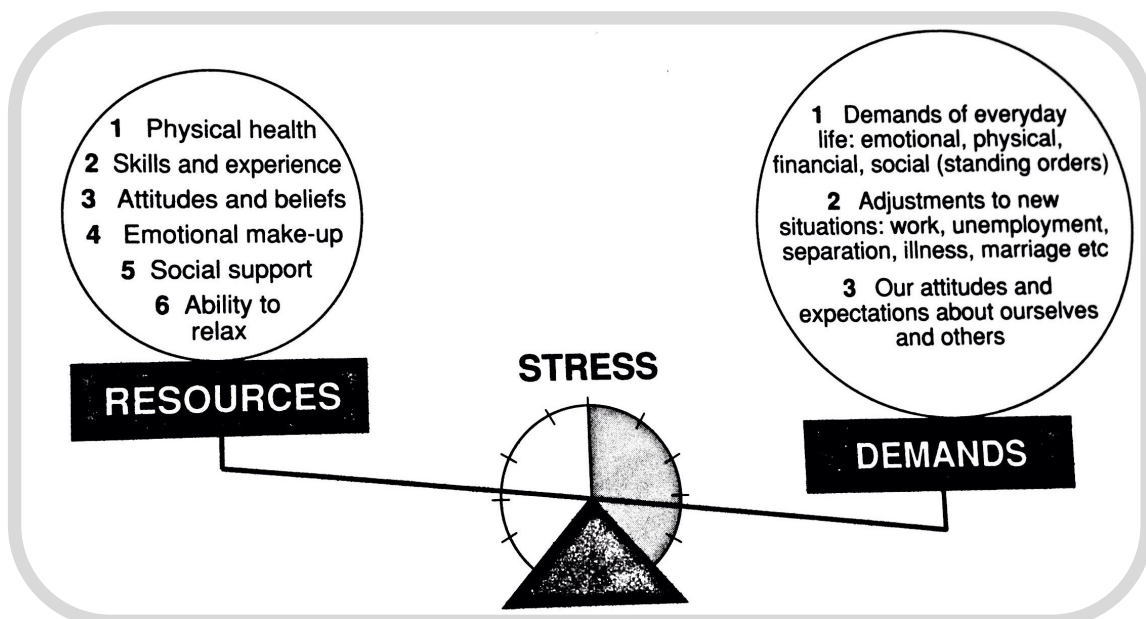 1 Physical health
2 Skills and experience
3 Attitudes and beliefs
4 Emotional make-up
5 Social support
6 Ability to
relax
RESOURCES
STRESS
1 Demands of everyday
life: emotional, physical,
financial, social (standing orders)
2 Adjustments to new
situations: work, unemployment,
separation, illness, marriage etc
3 Our attitudes and
expectations about ourselves
and others
DEMANDS